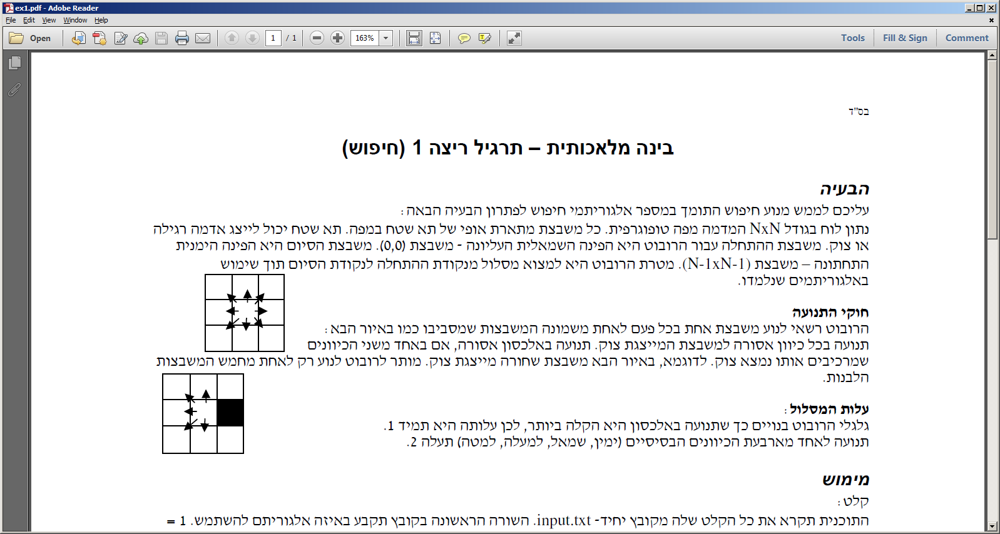 ex1.pdf - Adobe Reader
File Edit View Window Help
Open 1 / 1 163% Tools Fill & Sign Comment
בס"ד
בינה מלאכותית – תרגיל ריצה 1 (חיפוש)
הבעיה
עליכם לממש מנוע חיפוש התומך במספר אלגוריתמי חיפוש לפתרון הבעיה הבאה:
נתון לוח בגודל NxN המדמה מפה טופוגרפית. כל משבצת מתארת אופי של תא שטח במפה. תא שטח יכול לייצג אדמה רגילה
או צוק. משבצת ההתחלה עבור הרובוט היא הפינה השמאלית העליונה - משבצת (0,0). משבצת הסיום היא הפינה הימנית
התחתונה – משבצת (N-1xN-1). מטרת הרובוט היא למצוא מסלול מנקודת ההתחלה לנקודת הסיום תוך שימוש
באלגוריתמים שנלמדו.
חוקי התנועה
הרובוט רשאי לנוע משבצת אחת בכל פעם לאחת משמונה המשבצות שמסביבו כמו באיור הבא:
תנועה בכל כיוון אסורה למשבצת המייצגת צוק. תנועה באלכסון אסורה, אם באחד משני הכיוונים
שמרכיבים אותו נמצא צוק. לדוגמא, באיור הבא משבצת שחורה מייצגת צוק. מותר לרובוט לנוע רק לאחת מחמש המשבצות
הלבנות.
עלות המסלול:
גלגלי הרובוט בנויים כך שתנועה באלכסון היא הקלה ביותר, לכן עלותה היא תמיד 1.
תנועה לאחד מארבעת הכיוונים הבסיסיים (ימין, שמאל, למעלה, למטה) תעלה 2.
מימוש
קלט:
התוכנית תקרא את כל הקלט שלה מקובץ יחיד- input.txt. השורה הראשונה בקובץ תקבע באיזה אלגוריתם להשתמש. 1 =